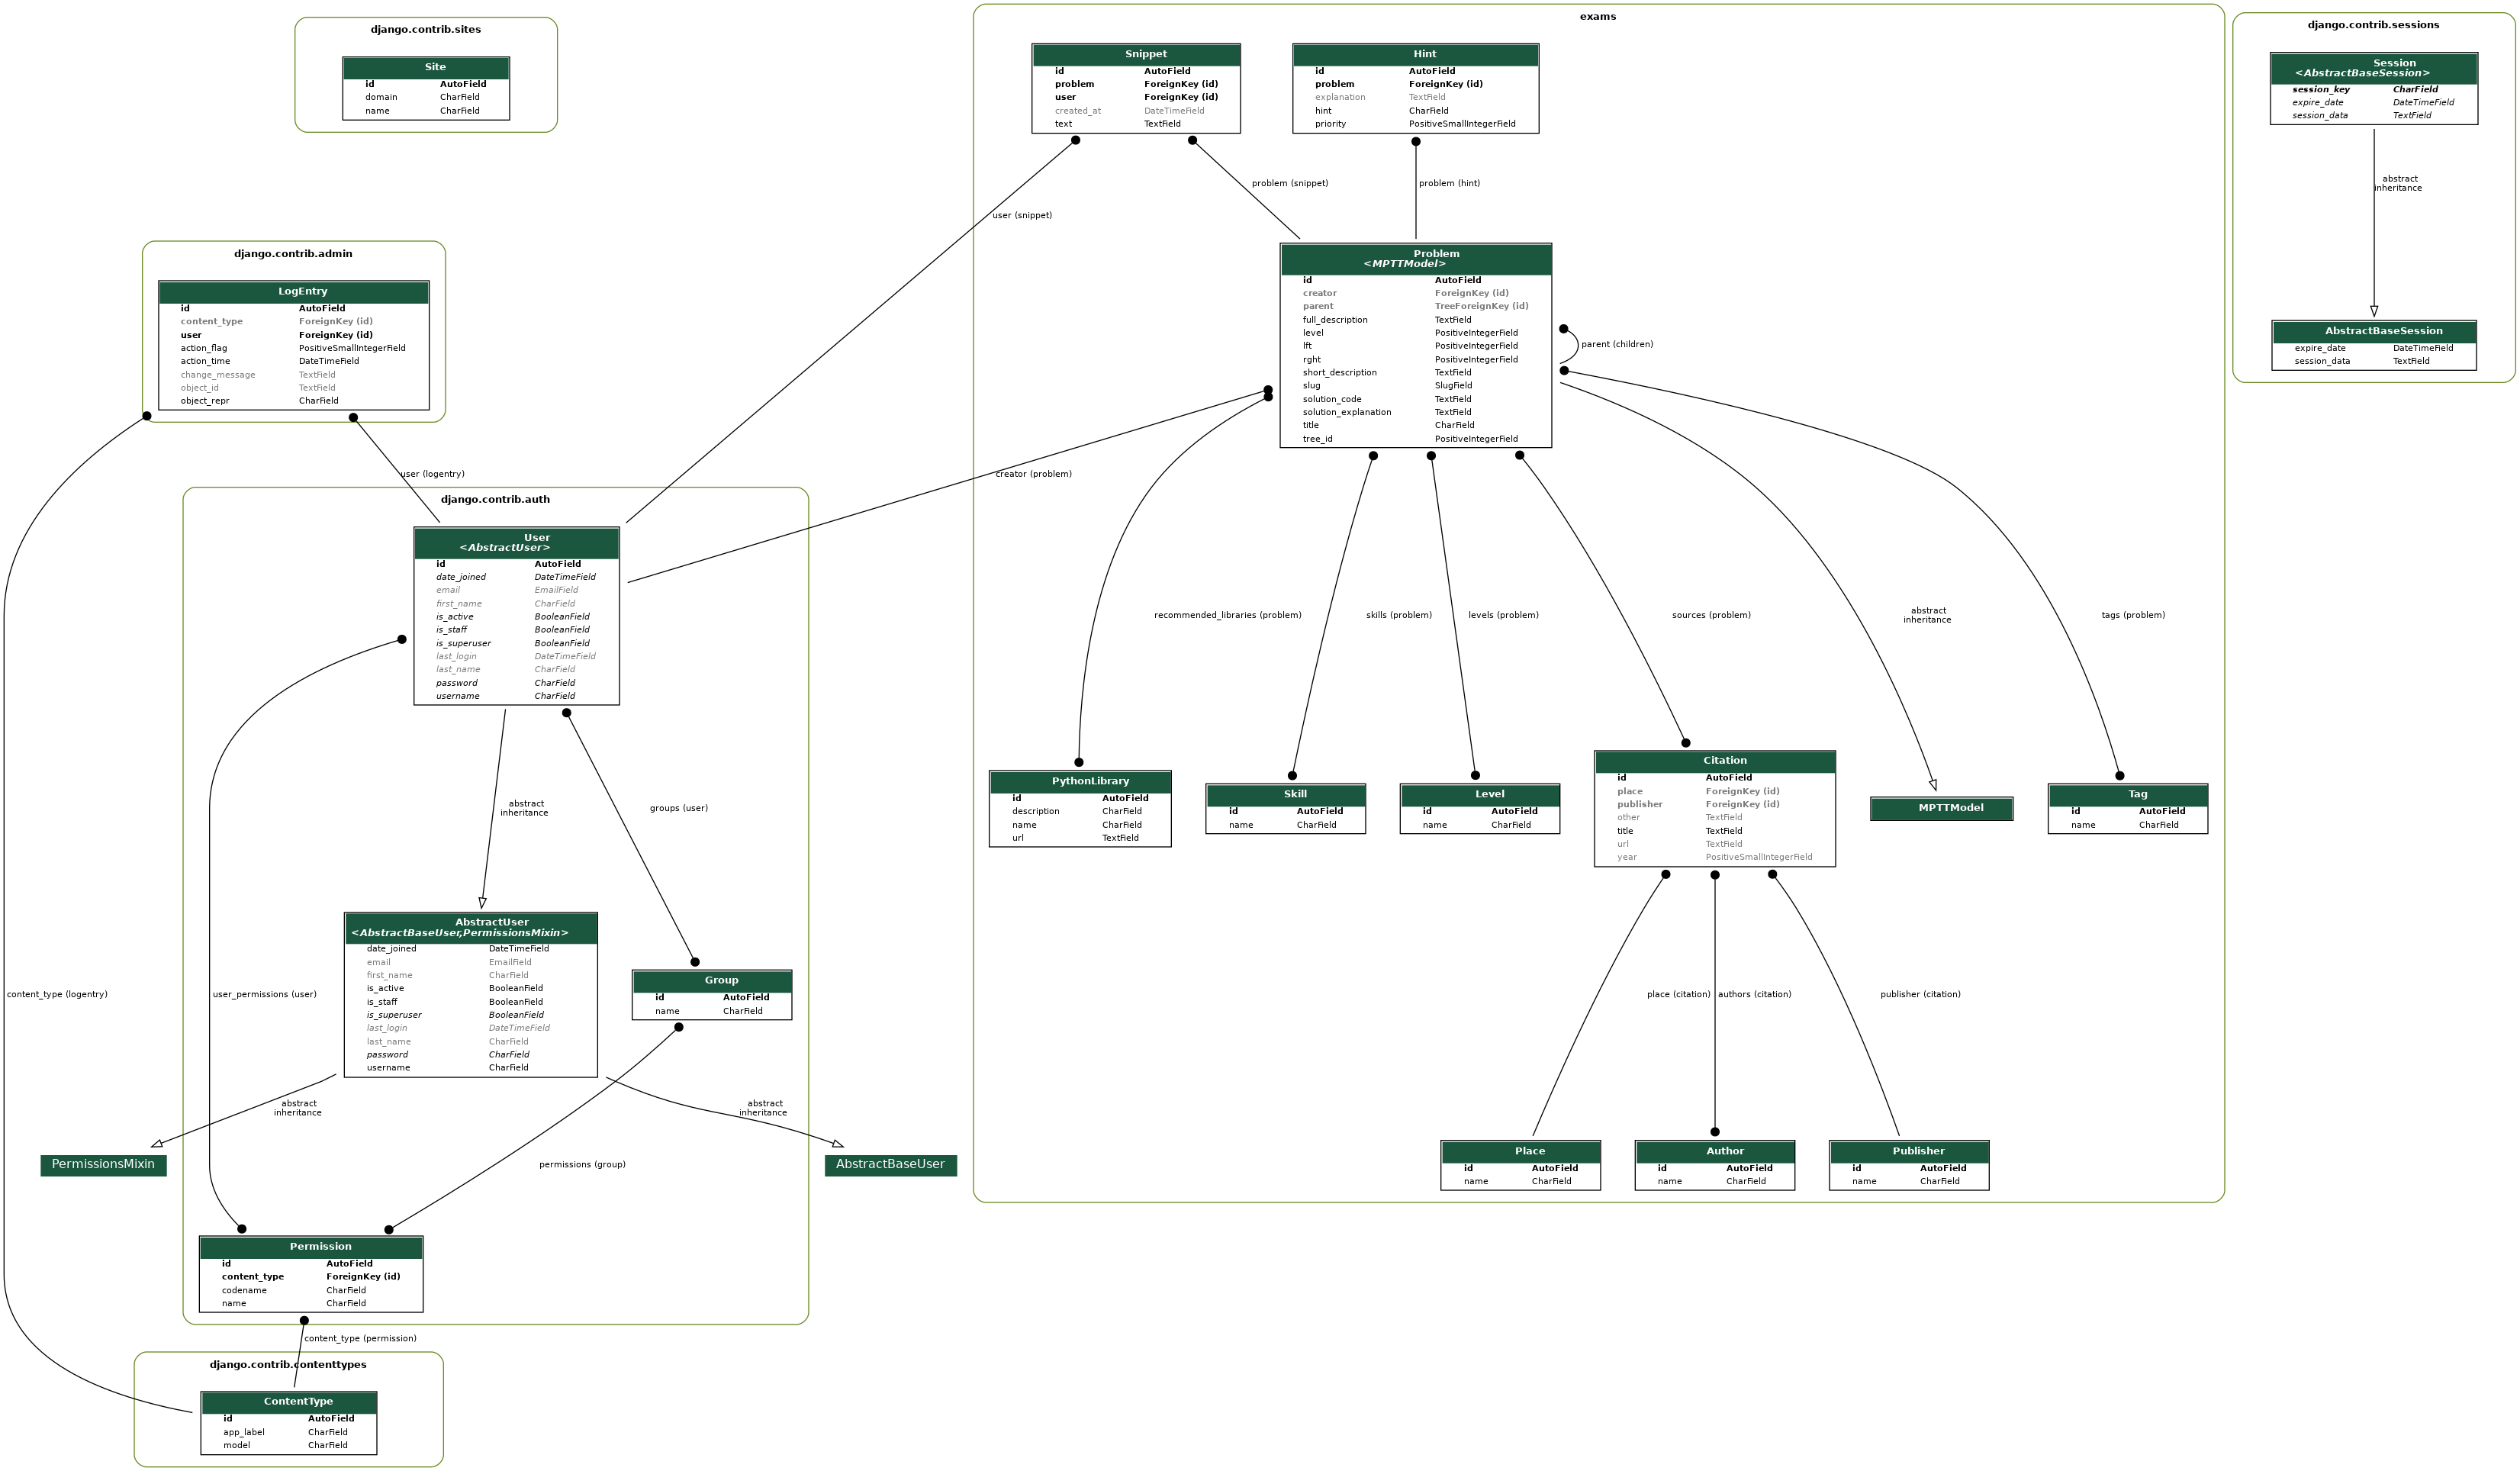 django.contrib.sites
Site
id AutoField
domain CharField
name CharField
exams
Snippet
id AutoField
problem ForeignKey (id)
user ForeignKey (id)
created_at DateTimeField
text TextField
Hint
id AutoField
problem ForeignKey (id)
explanation TextField
hint CharField
priority PositiveSmallIntegerField
django.contrib.sessions
Session
<AbstractBaseSession>
session_key CharField
expire_date DateTimeField
session_data TextField
abstract
inheritance
AbstractBaseSession
expire_date DateTimeField
session_data TextField
problem (snippet)
problem (hint)
user (snippet)
django.contrib.admin
LogEntry
id AutoField
content_type ForeignKey (id)
user ForeignKey (id)
action_flag PositiveSmallIntegerField
action_time DateTimeField
change_message TextField
object_id TextField
object_repr CharField
Problem
<MPTTModel>
id AutoField
creator ForeignKey (id)
parent TreeForeignKey (id)
full_description TextField
level PositiveIntegerField
lft PositiveIntegerField
rght PositiveIntegerField
short_description TextField
slug SlugField
solution_code TextField
solution_explanation TextField
title CharField
tree_id PositiveIntegerField
parent (children)
user (logentry)
creator (problem)
django.contrib.auth
User
<AbstractUser>
id AutoField
date_joined DateTimeField
email EmailField
first_name CharField
is_active BooleanField
is_staff BooleanField
is_superuser BooleanField
last_login DateTimeField
last_name CharField
password CharField
username CharField
recommended_libraries (problem)
skills (problem)
levels (problem)
sources (problem)
abstract
inheritance
tags (problem)
PythonLibrary
id AutoField
description CharField
name CharField
url TextField
Skill
id AutoField
name CharField
Level
id AutoField
name CharField
Citation
id AutoField
place ForeignKey (id)
publisher ForeignKey (id)
other TextField
title TextField
url TextField
year PositiveSmallIntegerField
MPTTModel
Tag
id AutoField
name CharField
abstract
inheritance
groups (user)
AbstractUser
<AbstractBaseUser,PermissionsMixin>
date_joined DateTimeField
email EmailField
first_name CharField
is_active BooleanField
is_staff BooleanField
is_superuser BooleanField
last_login DateTimeField
last_name CharField
password CharField
username CharField
Group
id AutoField
name CharField
content_type (logentry)
user_permissions (user)
place (citation)
authors (citation)
publisher (citation)
abstract
inheritance
abstract
inheritance
PermissionsMixin
permissions (group)
AbstractBaseUser
Place
id AutoField
name CharField
Author
id AutoField
name CharField
Publisher
id AutoField
name CharField
Permission
id AutoField
content_type ForeignKey (id)
codename CharField
name CharField
content_type (permission)
django.contrib.contenttypes
ContentType
id AutoField
app_label CharField
model CharField